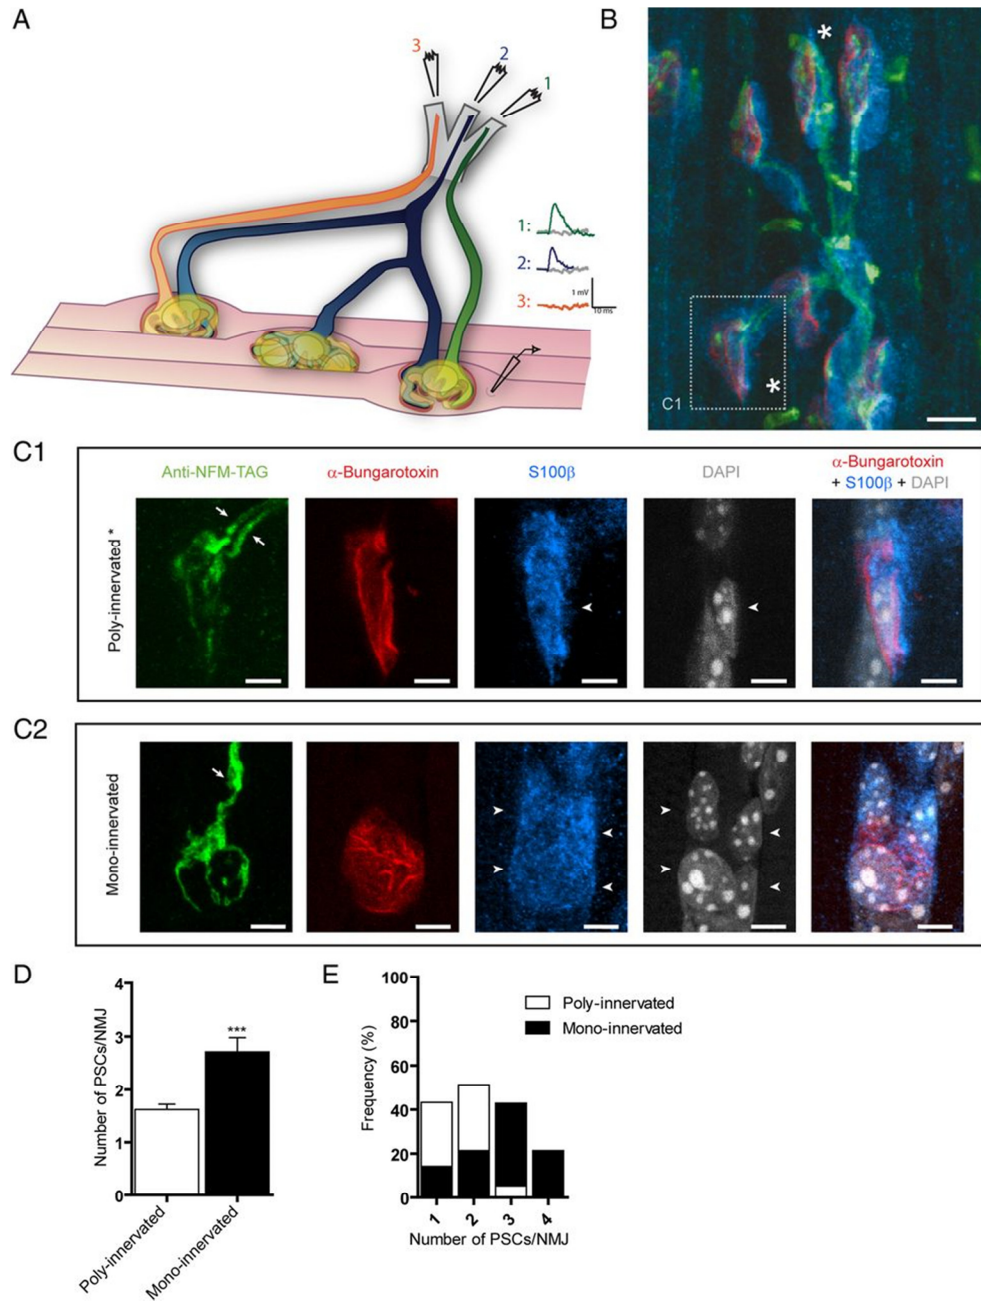 A
B
3
2
1
1:
2:
3:
1 mV
10 ms
*
*
C1
C1
Anti-NFM-TAG
α-Bungarotoxin
S100β
DAPI
α-Bungarotoxin
+ S100β + DAPI
Poly-innervated *
C2
Mono-innervated
D
Number of PSCs/NMJ
4
3
2
1
0
***
Poly-innervated
Mono-innervated
E
Frequency (%)
100
80
60
40
20
0
Poly-innervated
Mono-innervated
1 2 3 4
Number of PSCs/NMJ